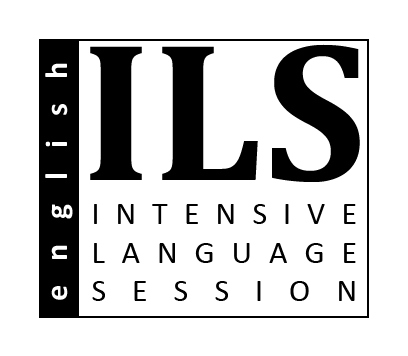 english
ILS
INTENSIVE
LANGUAGE
SESSION